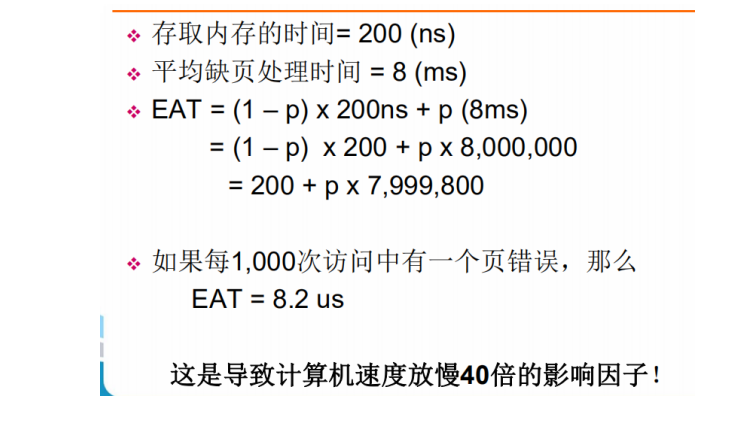 存取内存的时间= 200 (ns)
平均缺页处理时间 = 8 (ms)
EAT = (1 – p) x 200ns + p (8ms)
= (1 – p) x 200 + p x 8,000,000
= 200 + p x 7,999,800
如果每1,000次访问中有一个页错误，那么
EAT = 8.2 us
这是导致计算机速度放慢40倍的影响因子！